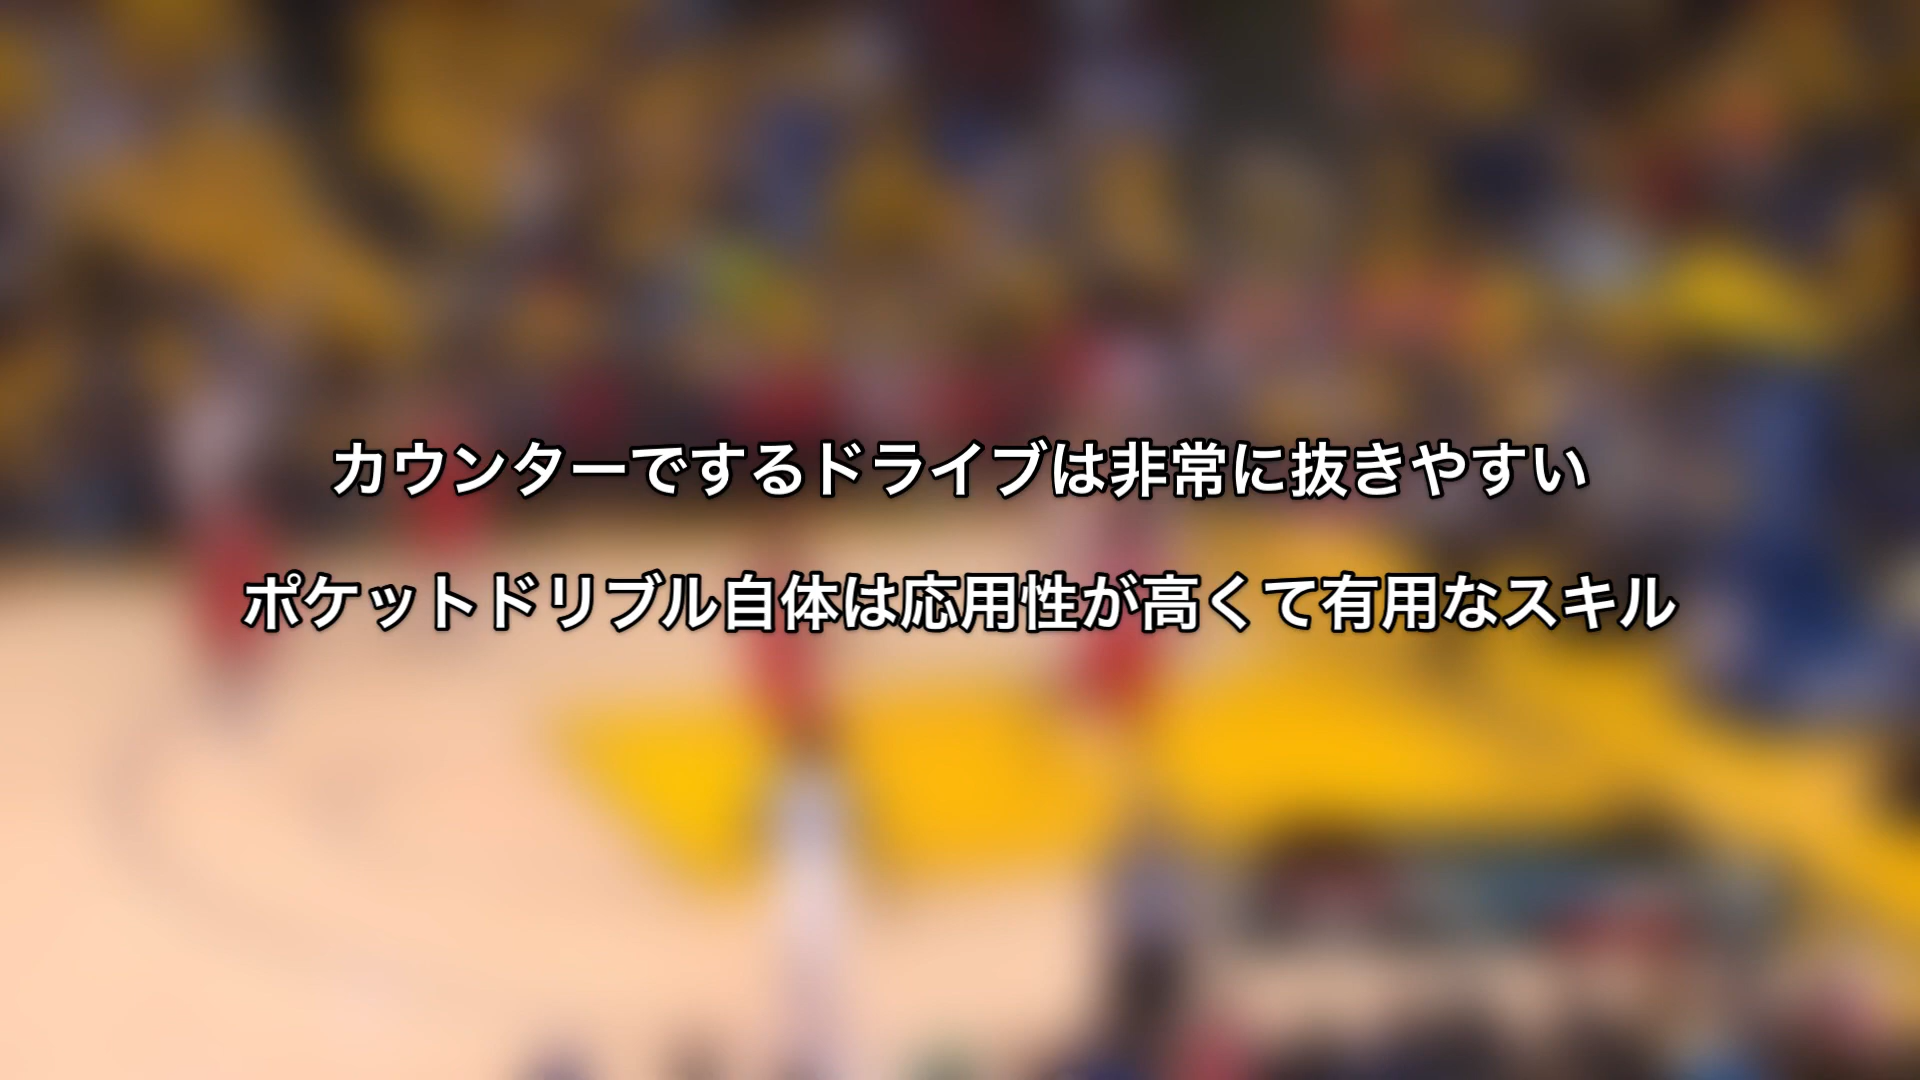 カウンターでするドライブは非常に抜きやすい
ポケットドリブル自体は応用性が高くて有用なスキル